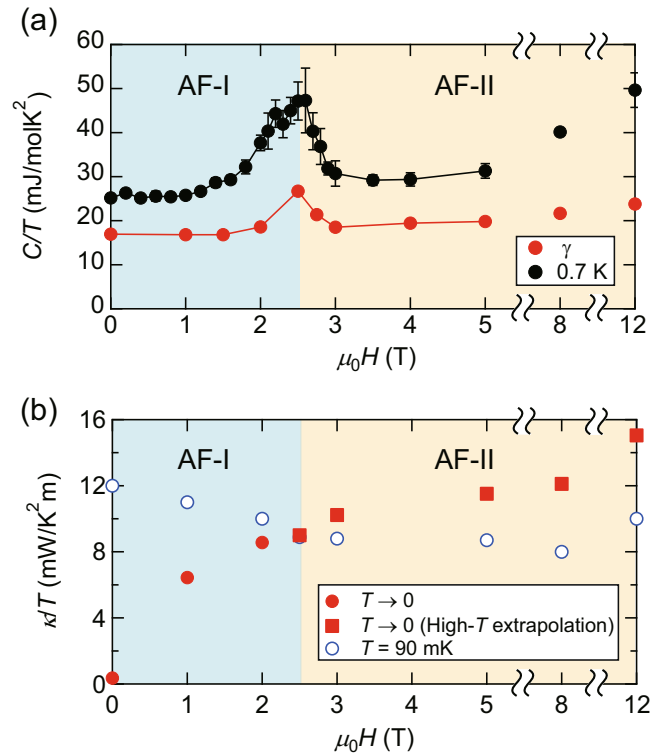 (a)
60
50
40
30
20
10
0
C/T (mJ/molK²)
AF-I
AF-II
γ
0.7 K
0 1 2 3 4 5 8 12
μ₀H (T)
(b)
16
12
8
4
0
κ/T (mW/K²m)
AF-I
AF-II
T → 0
T → 0 (High-T extrapolation)
T = 90 mK
0 1 2 3 4 5 8 12
μ₀H (T)